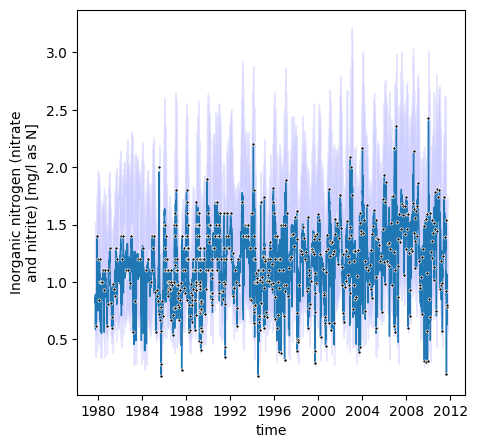 Inorganic nitrogen (nitrate
and nitrite) [mg/l as N]
3.0
2.5
2.0
1.5
1.0
0.5
1980 1984 1988 1992 1996 2000 2004 2008 2012
time